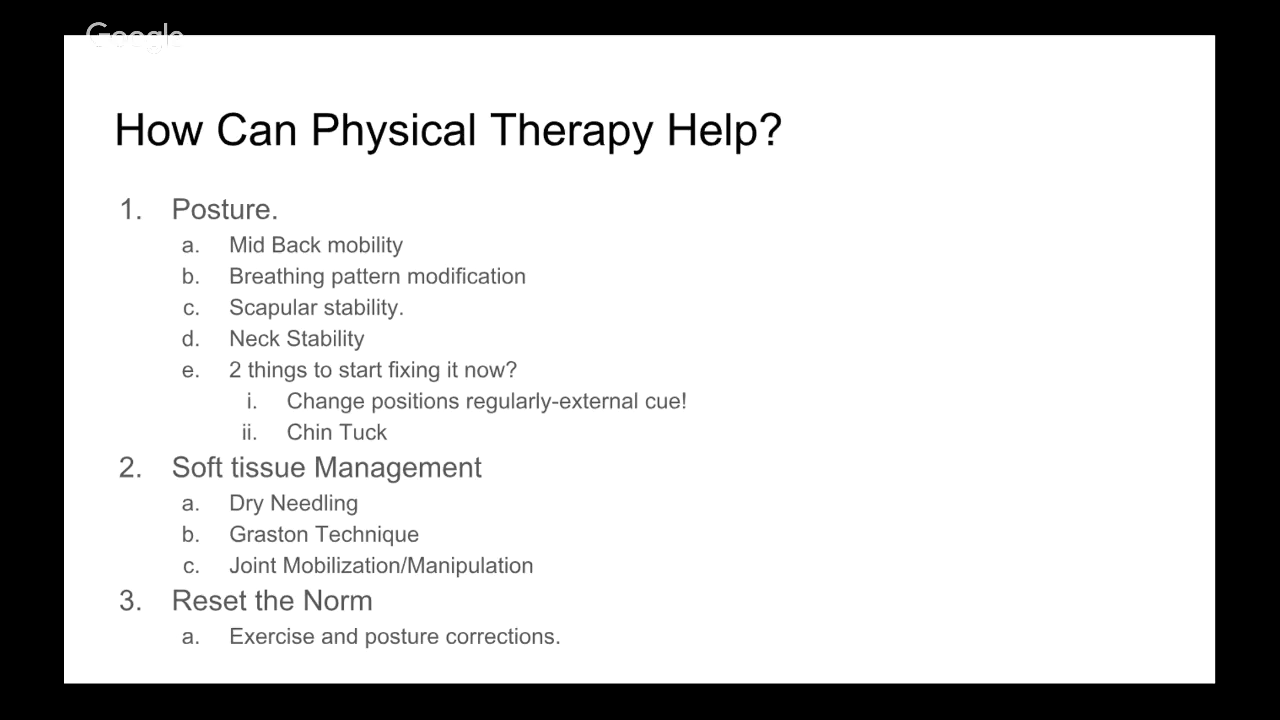 Google
How Can Physical Therapy Help?
1. Posture.
a. Mid Back mobility
b. Breathing pattern modification
c. Scapular stability.
d. Neck Stability
e. 2 things to start fixing it now?
i. Change positions regularly-external cue!
ii. Chin Tuck
2. Soft tissue Management
a. Dry Needling
b. Graston Technique
c. Joint Mobilization/Manipulation
3. Reset the Norm
a. Exercise and posture corrections.